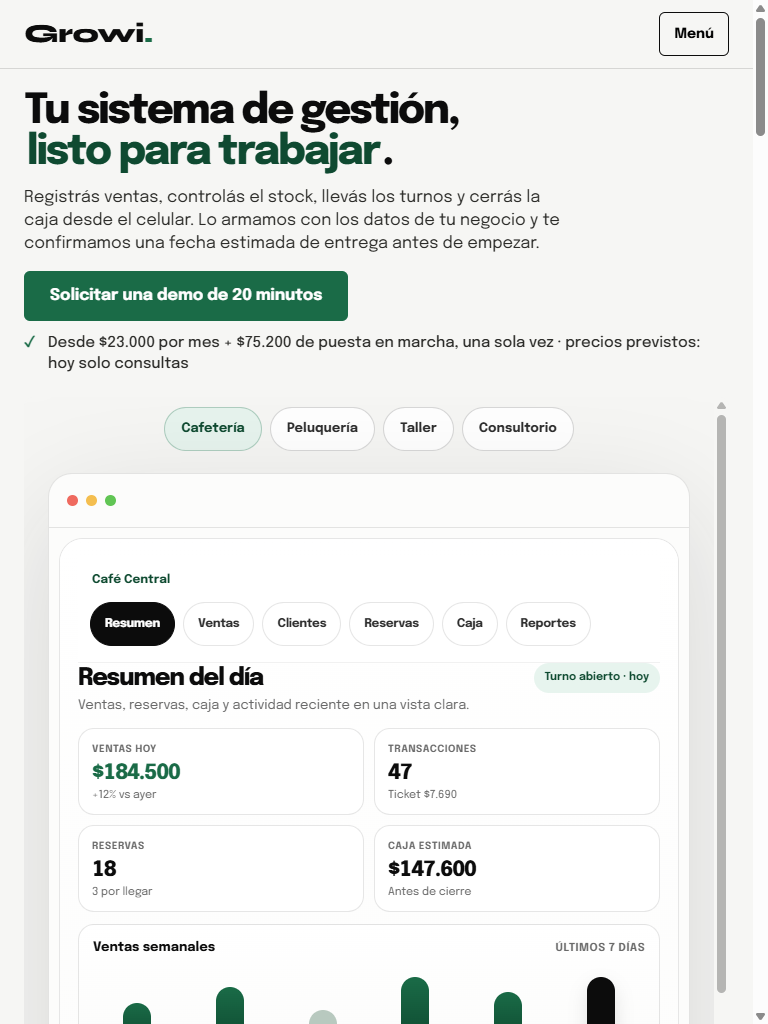 Growi.
Menú
Tu sistema de gestión,
listo para trabajar.
Registrás ventas, controlás el stock, llevás los turnos y cerrás la
caja desde el celular. Lo armamos con los datos de tu negocio y te
confirmamos una fecha estimada de entrega antes de empezar.
Solicitar una demo de 20 minutos
✓ Desde $23.000 por mes + $75.200 de puesta en marcha, una sola vez · precios previstos:
hoy solo consultas
Cafetería
Peluquería
Taller
Consultorio
Café Central
Resumen
Ventas
Clientes
Reservas
Caja
Reportes
Resumen del día
Turno abierto · hoy
Ventas, reservas, caja y actividad reciente en una vista clara.
VENTAS HOY
$184.500
+12% vs ayer
TRANSACCIONES
47
Ticket $7.690
RESERVAS
18
3 por llegar
CAJA ESTIMADA
$147.600
Antes de cierre
Ventas semanales
ÚLTIMOS 7 DÍAS